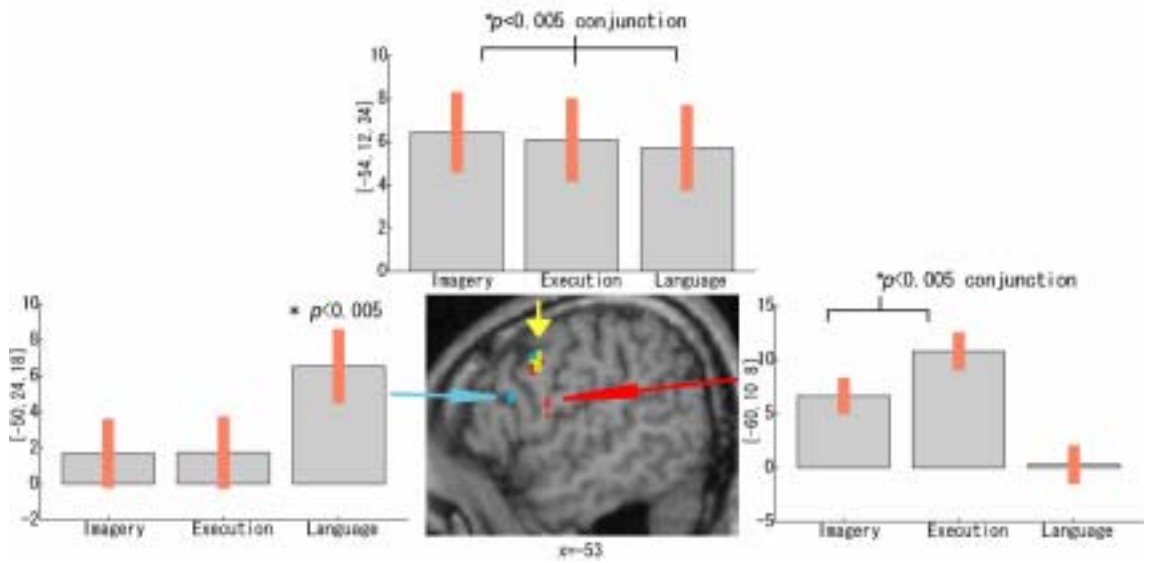 *p<0.005 conjunction
10
8
6
4
2
0
[-54, 12, 34]
Imagery Execution Language
10
8
6
4
2
0
-2
[-50, 24, 18]
* p<0.005
Imagery Execution Language
x=-53
*p<0.005 conjunction
15
10
5
0
-5
[-60, 10 8]
Imagery Execution Language